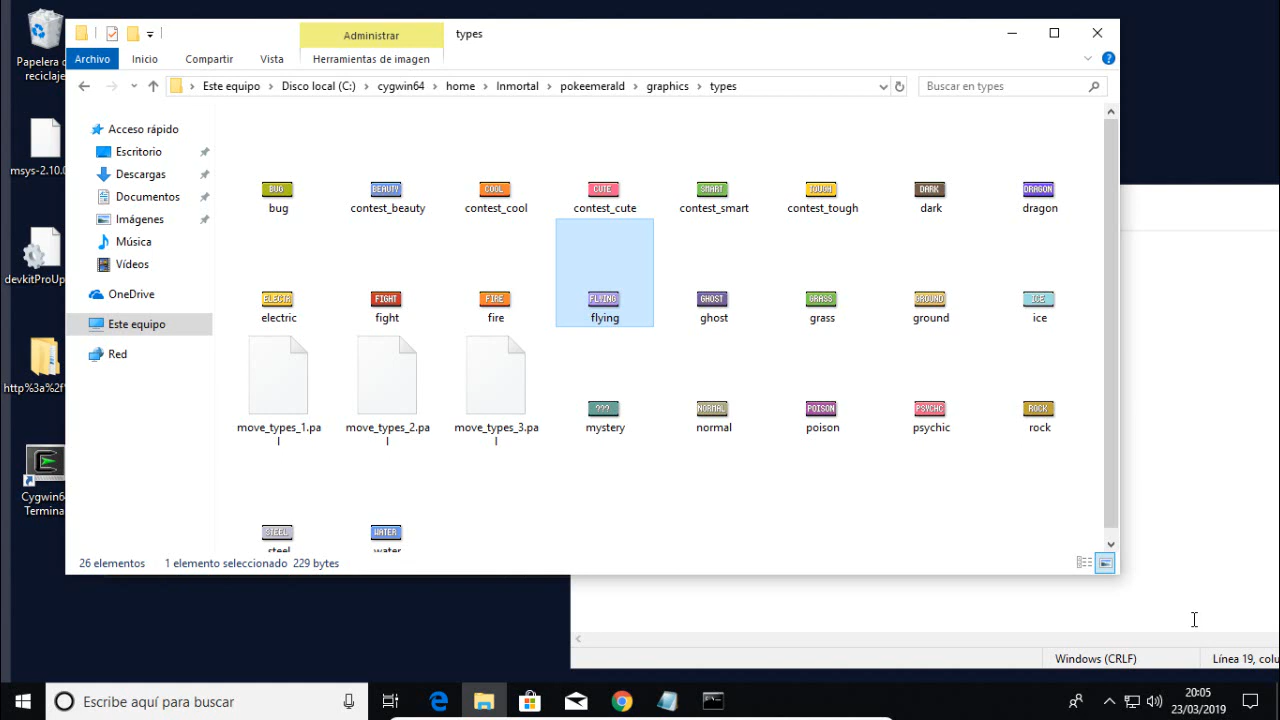 Papelera d
reciclaje
msys-2.10.0
devkitProUp
http%3a%2f
Cygwin64
Termina
Administrar
types
Archivo
Inicio
Compartir
Vista
Herramientas de imagen
Este equipo > Disco local (C:) > cygwin64 > home > Inmortal > pokeemerald > graphics > types
Buscar en types
Acceso rápido
Escritorio
Descargas
Documentos
Imágenes
Música
Vídeos
OneDrive
Este equipo
Red
BUG
BEAUTY
COOL
CUTE
SMART
TOUGH
DARK
DRAGON
bug
contest_beauty
contest_cool
contest_cute
contest_smart
contest_tough
dark
dragon
ELECTR
FIGHT
FIRE
FLYING
GHOST
GRASS
GROUND
ICE
electric
fight
fire
flying
ghost
grass
ground
ice
???
NORMAL
POISON
PSYCHC
ROCK
move_types_1.pa
l
move_types_2.pa
l
move_types_3.pa
l
mystery
normal
poison
psychic
rock
STEEL
WATER
steel
water
26 elementos
1 elemento seleccionado 229 bytes
Windows (CRLF)
Línea 19, colu
Escribe aquí para buscar
20:05
23/03/2019